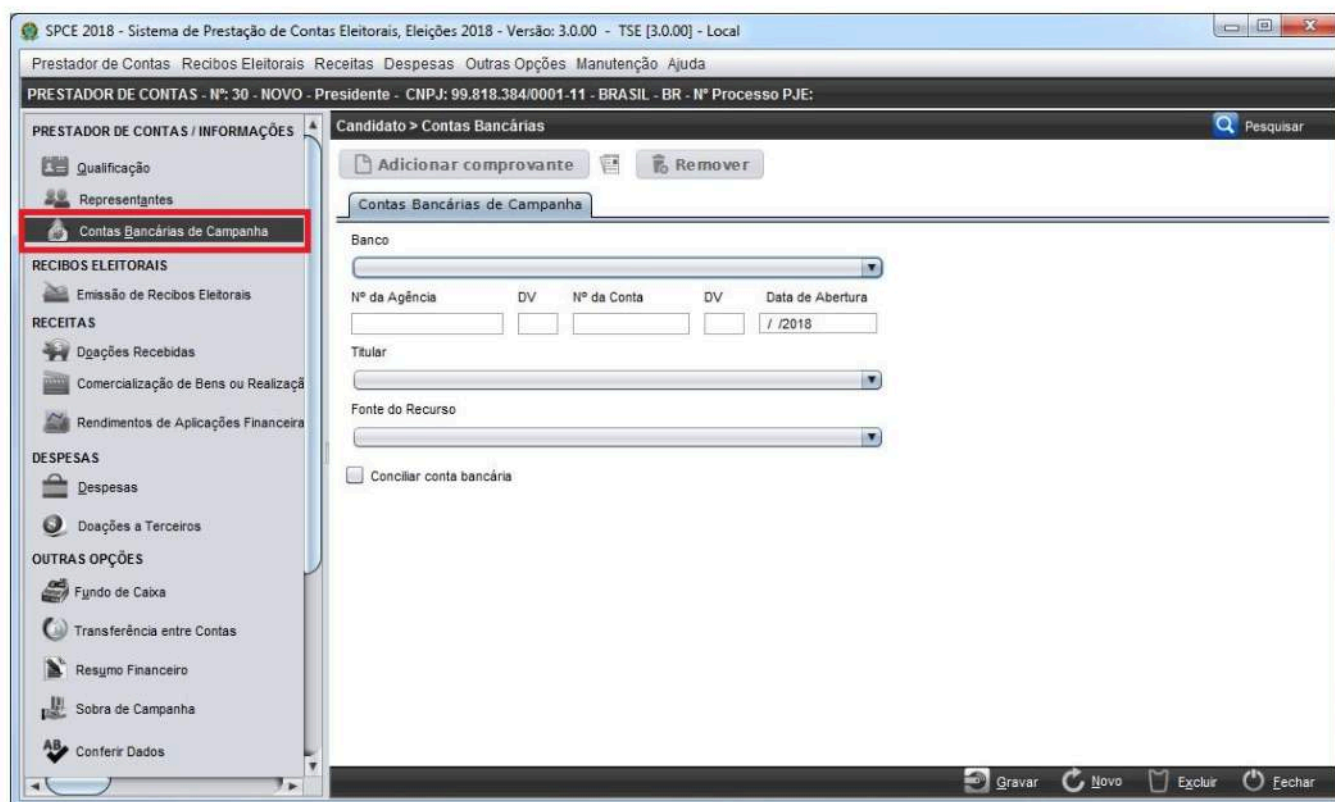 SPCE 2018 - Sistema de Prestação de Contas Eleitorais, Eleições 2018 - Versão: 3.0.00 - TSE [3.0.00] - Local
Prestador de Contas Recibos Eleitorais Receitas Despesas Outras Opções Manutenção Ajuda
PRESTADOR DE CONTAS - Nº: 30 - NOVO - Presidente - CNPJ: 99.818.384/0001-11 - BRASIL - BR - Nº Processo PJE:
PRESTADOR DE CONTAS / INFORMAÇÕES
Qualificação
Representantes
Contas Bancárias de Campanha
RECIBOS ELEITORAIS
Emissão de Recibos Eleitorais
RECEITAS
Doações Recebidas
Comercialização de Bens ou Realizaçã
Rendimentos de Aplicações Financeira
DESPESAS
Despesas
Doações a Terceiros
OUTRAS OPÇÕES
Fundo de Caixa
Transferência entre Contas
Resumo Financeiro
Sobra de Campanha
Conferir Dados
Candidato > Contas Bancárias
Pesquisar
Adicionar comprovante Remover
Contas Bancárias de Campanha
Banco
Nº da Agência DV Nº da Conta DV Data de Abertura
/ /2018
Titular
Fonte do Recurso
Conciliar conta bancária
Gravar Novo Excluir Fechar